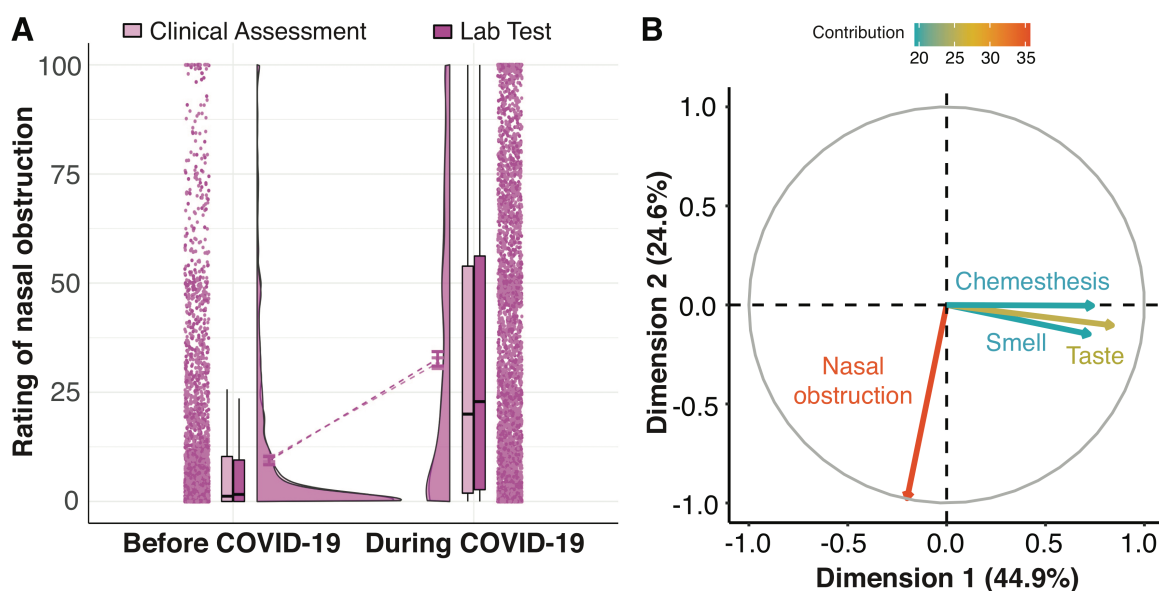 A
Clinical Assessment
Lab Test
Rating of nasal obstruction
100
75
50
25
0
Before COVID-19
During COVID-19
B
Contribution
20 25 30 35
Dimension 2 (24.6%)
1.0
0.5
0.0
-0.5
-1.0
Chemesthesis
Smell
Taste
Nasal
obstruction
-1.0 -0.5 0.0 0.5 1.0
Dimension 1 (44.9%)